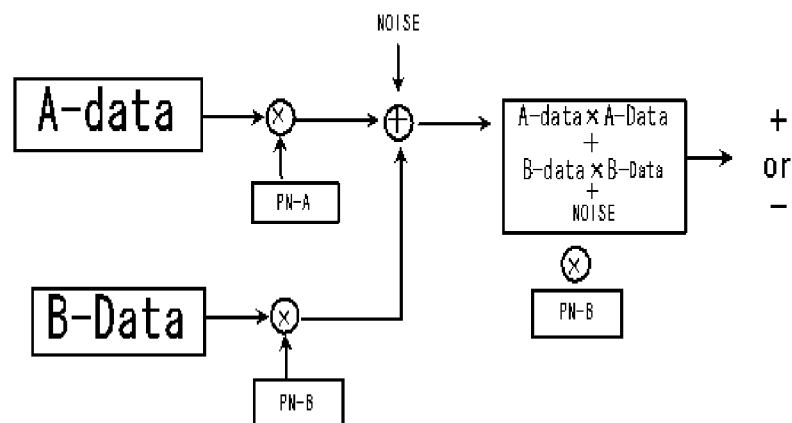 NOISE
A-data
×
+
PN-A
A-data×A-Data
+
B-data×B-Data
+
NOISE
+
or
-
×
PN-B
B-Data
×
PN-B